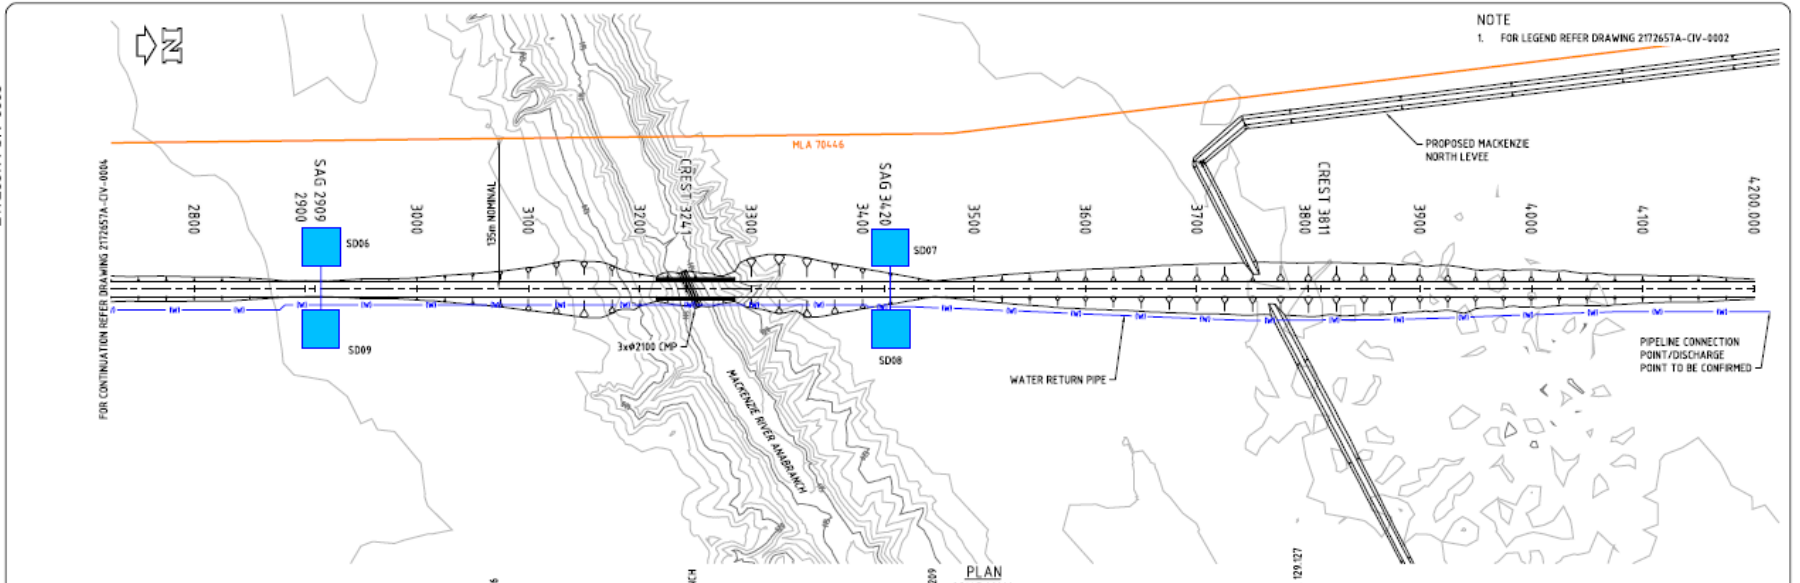 NOTE
1. FOR LEGEND REFER DRAWING 2172657A-CIV-0002
N
MLA 70446
PROPOSED MACKENZIE
NORTH LEVEE
FOR CONTINUATION REFER DRAWING 2172657A-CIV-0004
2800
2900
SAG 2909
3000
135m NOMINAL
3100
3200
CREST 3241
3300
3400
SAG 3420
3500
3600
3700
3800
CREST 3811
3900
4000
4100
4200.000
SD06
SD07
SD09
SD08
3xØ2100 CMP
MACKENZIE RIVER ANABRANCH
WATER RETURN PIPE
PIPELINE CONNECTION
POINT/DISCHARGE
POINT TO BE CONFIRMED
129.127
PLAN